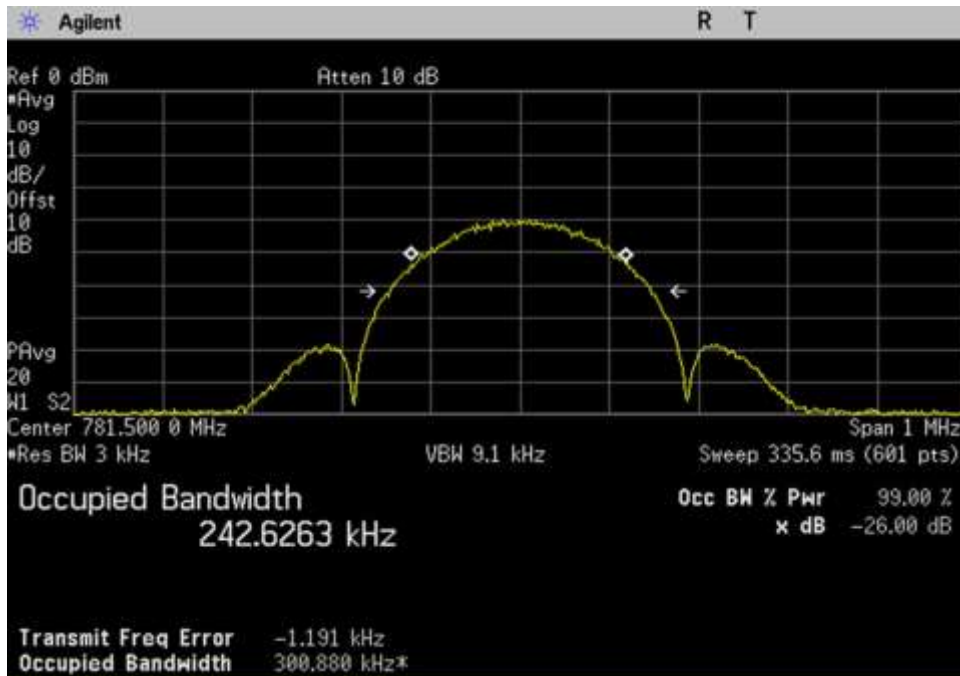 Agilent R T
Ref 0 dBm Atten 10 dB
*Avg
Log
10
dB/
Offst
10
dB
PAvg
20
W1 S2
Center 781.500 0 MHz Span 1 MHz
*Res BW 3 kHz VBW 9.1 kHz Sweep 335.6 ms (601 pts)
Occupied Bandwidth Occ BW % Pwr 99.00 %
242.6263 kHz x dB -26.00 dB
Transmit Freq Error -1.191 kHz
Occupied Bandwidth 300.880 kHz*